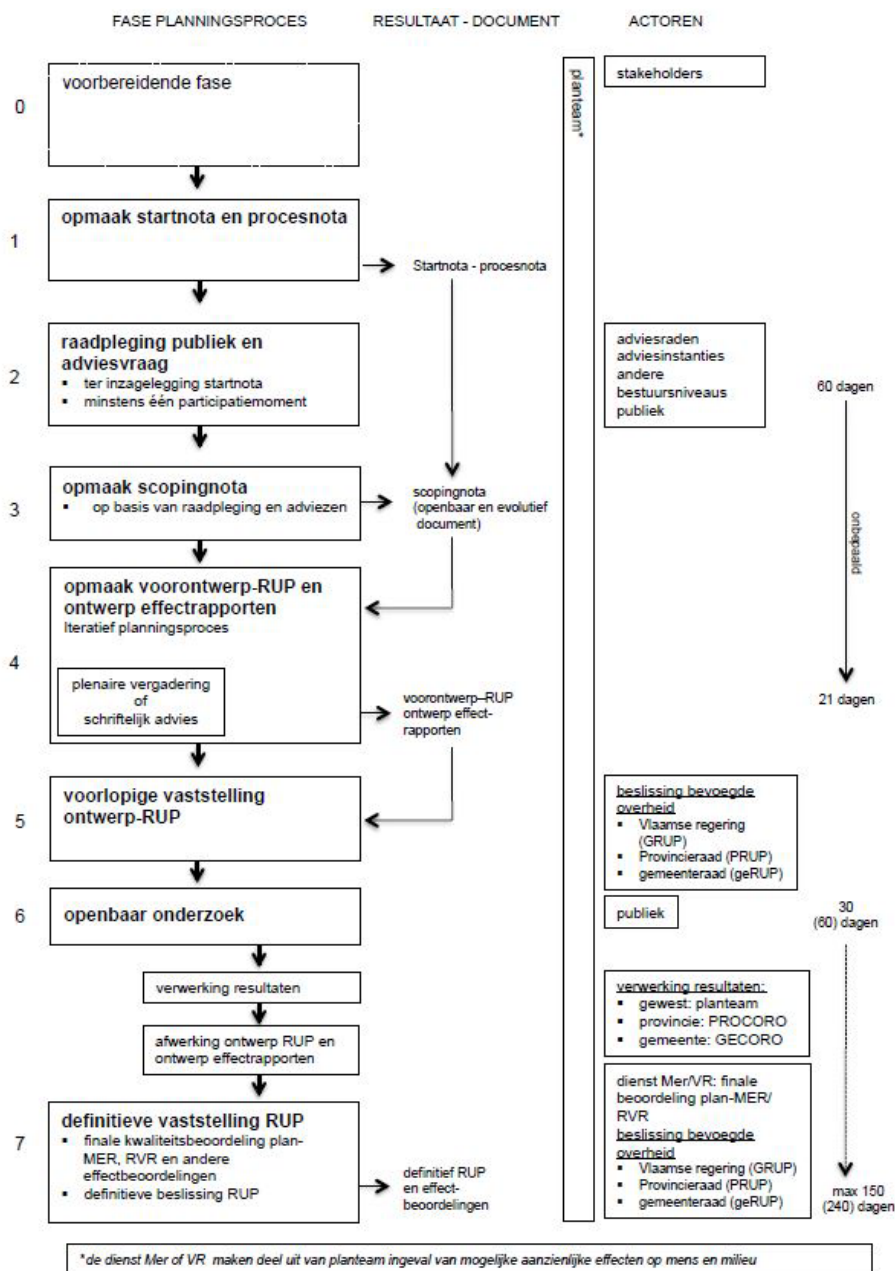 FASE PLANNINGSPROCES
RESULTAAT - DOCUMENT
ACTOREN
planteam*
0
voorbereidende fase
stakeholders
1
opmaak startnota en procesnota
Startnota - procesnota
2
raadpleging publiek en
adviesvraag
▪ ter inzagelegging startnota
▪ minstens één participatiemoment
adviesraden
adviesinstanties
andere
bestuursniveaus
publiek
60 dagen
3
opmaak scopingnota
▪ op basis van raadpleging en adviezen
scopingnota
(openbaar en evolutief
document)
onbepaald
4
opmaak voorontwerp-RUP en
ontwerp effectrapporten
Iteratief planningsproces
plenaire vergadering
of
schriftelijk advies
voorontwerp–RUP
ontwerp effect-
rapporten
21 dagen
5
voorlopige vaststelling
ontwerp-RUP
beslissing bevoegde
overheid
▪ Vlaamse regering
(GRUP)
▪ Provincieraad (PRUP)
▪ gemeenteraad (geRUP)
6
openbaar onderzoek
publiek
30
(60) dagen
verwerking resultaten
verwerking resultaten:
▪ gewest: planteam
▪ provincie: PROCORO
▪ gemeente: GECORO
afwerking ontwerp RUP en
ontwerp effectrapporten
7
definitieve vaststelling RUP
▪ finale kwaliteitsbeoordeling plan-
MER, RVR en andere
effectbeoordelingen
▪ definitieve beslissing RUP
definitief RUP
en effect-
beoordelingen
dienst Mer/VR: finale
beoordeling plan-MER/
RVR
beslissing bevoegde
overheid
▪ Vlaamse regering (GRUP)
▪ Provincieraad (PRUP)
▪ gemeenteraad (geRUP)
max 150
(240) dagen
*de dienst Mer of VR maken deel uit van planteam ingeval van mogelijke aanzienlijke effecten op mens en milieu